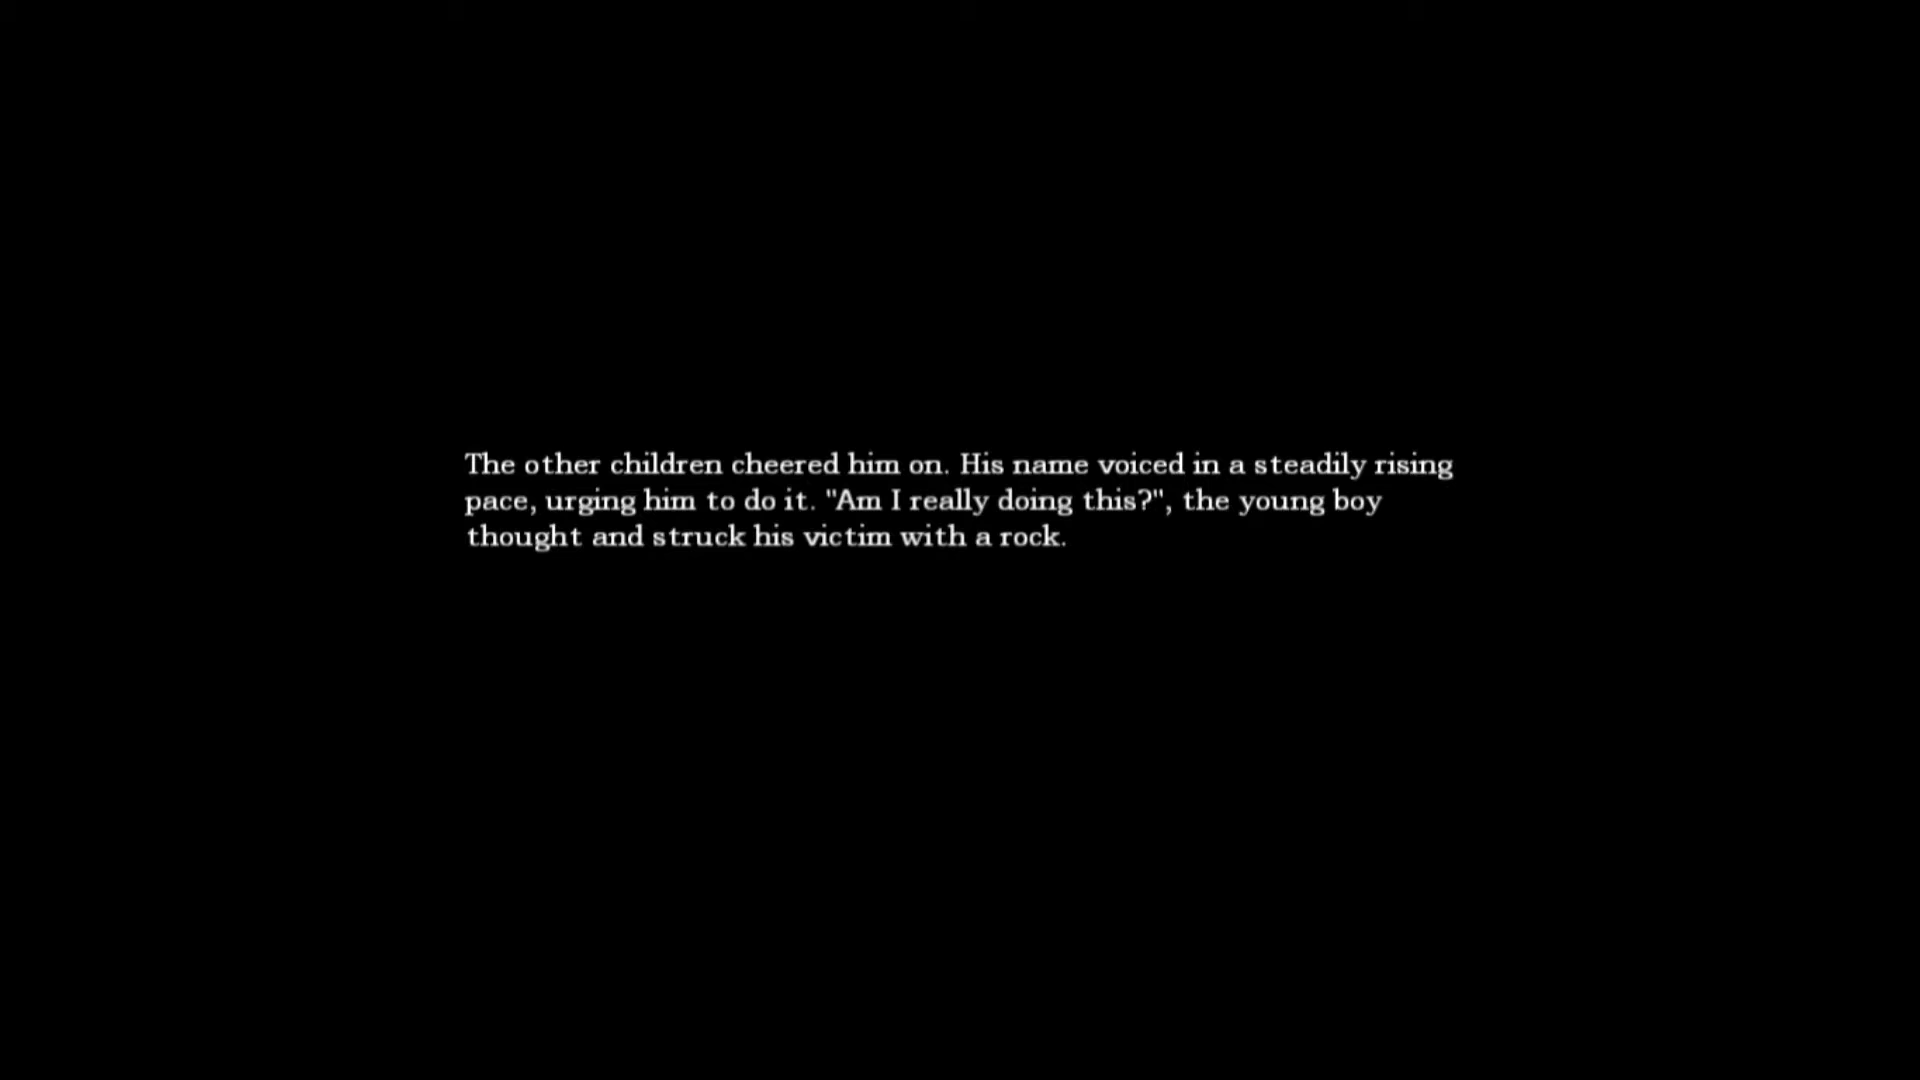 The other children cheered him on. His name voiced in a steadily rising
pace, urging him to do it. "Am I really doing this?", the young boy
thought and struck his victim with a rock.